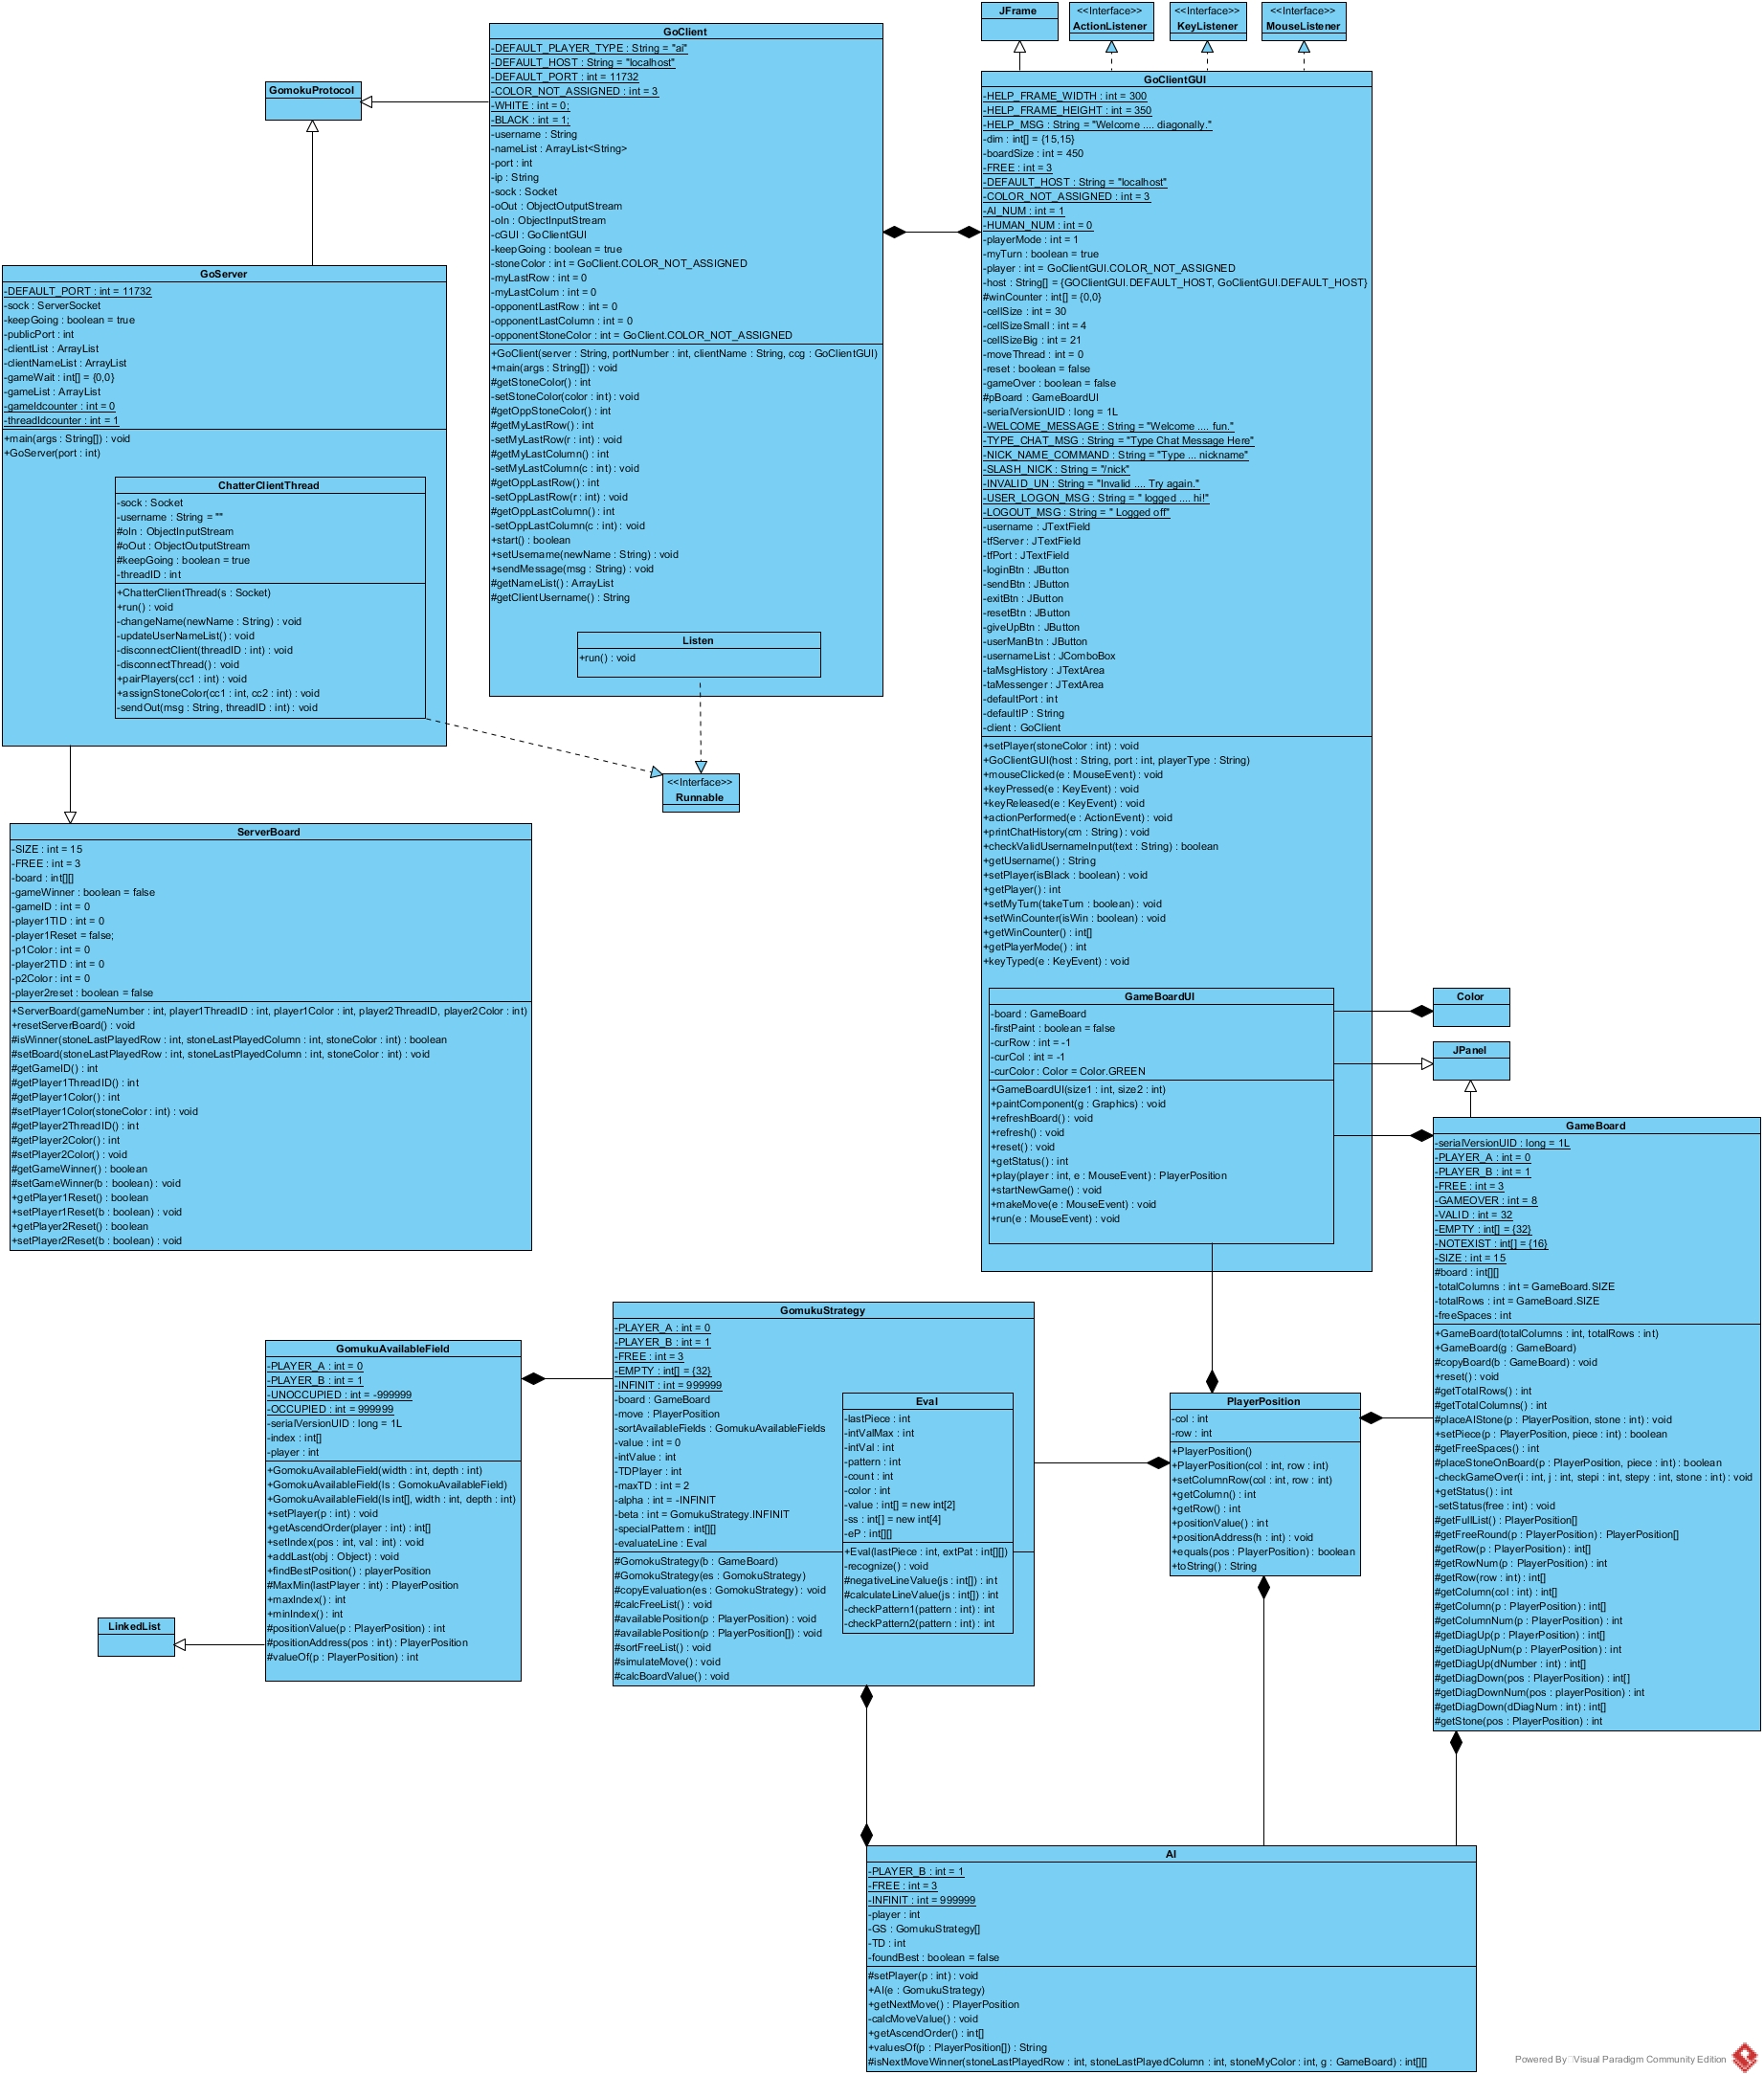 JFrame
<<Interface>>
ActionListener
<<Interface>>
KeyListener
<<Interface>>
MouseListener
GomokuProtocol
GoClient
-DEFAULT_PLAYER_TYPE : String = "ai"
-DEFAULT_HOST : String = "localhost"
-DEFAULT_PORT : int = 11732
-COLOR_NOT_ASSIGNED : int = 3
-WHITE : int = 0;
-BLACK : int = 1;
-username : String
-nameList : ArrayList<String>
-port : int
-ip : String
-sock : Socket
-oOut : ObjectOutputStream
-oIn : ObjectInputStream
-cGUI : GoClientGUI
-keepGoing : boolean = true
-stoneColor : int = GoClient.COLOR_NOT_ASSIGNED
-myLastRow : int = 0
-myLastColum : int = 0
-opponentLastRow : int = 0
-opponentLastColumn : int = 0
-opponentStoneColor : int = GoClient.COLOR_NOT_ASSIGNED
+GoClient(server : String, portNumber : int, clientName : String, ccg : GoClientGUI)
+main(args : String[]) : void
#getStoneColor() : int
-setStoneColor(color : int) : void
#getOppStoneColor() : int
#getMyLastRow() : int
-setMyLastRow(r : int) : void
#getMyLastColumn() : int
-setMyLastColumn(c : int) : void
#getOppLastRow() : int
-setOppLastRow(r : int) : void
#getOppLastColumn() : int
-setOppLastColumn(c : int) : void
+start() : boolean
+setUsername(newName : String) : void
+sendMessage(msg : String) : void
#getNameList() : ArrayList
#getClientUsername() : String
Listen
+run() : void
GoClientGUI
-HELP_FRAME_WIDTH : int = 300
-HELP_FRAME_HEIGHT : int = 350
-HELP_MSG : String = "Welcome .... diagonally."
-dim : int[] = {15,15}
-boardSize : int = 450
-FREE : int = 3
-DEFAULT_HOST : String = "localhost"
-COLOR_NOT_ASSIGNED : int = 3
-AI_NUM : int = 1
-HUMAN_NUM : int = 0
-playerMode : int = 1
-myTurn : boolean = true
-player : int = GoClientGUI.COLOR_NOT_ASSIGNED
-host : String[] = {GOClientGUI.DEFAULT_HOST, GoClientGUI.DEFAULT_HOST}
#winCounter : int[] = {0,0}
-cellSize : int = 30
-cellSizeSmall : int = 4
-cellSizeBig : int = 21
-moveThread : int = 0
-reset : boolean = false
-gameOver : boolean = false
#pBoard : GameBoardUI
-serialVersionUID : long = 1L
-WELCOME_MESSAGE : String = "Welcome .... fun."
-TYPE_CHAT_MSG : String = "Type Chat Message Here"
-NICK_NAME_COMMAND : String = "Type ... nickname"
-SLASH_NICK : String = "/nick"
-INVALID_UN : String = "Invalid .... Try again."
-USER_LOGON_MSG : String = " logged .... hi!"
-LOGOUT_MSG : String = " Logged off"
-username : JTextField
-tfServer : JTextField
-tfPort : JTextField
-loginBtn : JButton
-sendBtn : JButton
-exitBtn : JButton
-resetBtn : JButton
-giveUpBtn : JButton
-userManBtn : JButton
-usernameList : JComboBox
-taMsgHistory : JTextArea
-taMessenger : JTextArea
-defaultPort : int
-defaultIP : String
-client : GoClient
+setPlayer(stoneColor : int) : void
+GoClientGUI(host : String, port : int, playerType : String)
+mouseClicked(e : MouseEvent) : void
+keyPressed(e : KeyEvent) : void
+keyReleased(e : KeyEvent) : void
+actionPerformed(e : ActionEvent) : void
+printChatHistory(cm : String) : void
+checkValidUsernameInput(text : String) : boolean
+getUsername() : String
+setPlayer(isBlack : boolean) : void
+getPlayer() : int
+setMyTurn(takeTurn : boolean) : void
+setWinCounter(isWin : boolean) : void
+getWinCounter() : int[]
+getPlayerMode() : int
+keyTyped(e : KeyEvent) : void
GameBoardUI
-board : GameBoard
-firstPaint : boolean = false
-curRow : int = -1
-curCol : int = -1
-curColor : Color = Color.GREEN
+GameBoardUI(size1 : int, size2 : int)
+paintComponent(g : Graphics) : void
+refreshBoard() : void
+refresh() : void
+reset() : void
+getStatus() : int
+play(player : int, e : MouseEvent) : PlayerPosition
+startNewGame() : void
+makeMove(e : MouseEvent) : void
+run(e : MouseEvent) : void
GoServer
-DEFAULT_PORT : int = 11732
-sock : ServerSocket
-keepGoing : boolean = true
-publicPort : int
-clientList : ArrayList
-clientNameList : ArrayList
-gameWait : int[] = {0,0}
-gameList : ArrayList
-gameIdcounter : int = 0
-threadIdcounter : int = 1
+main(args : String[]) : void
+GoServer(port : int)
ChatterClientThread
-sock : Socket
-username : String = ""
#oIn : ObjectInputStream
#oOut : ObjectOutputStream
#keepGoing : boolean = true
-threadID : int
+ChatterClientThread(s : Socket)
+run() : void
-changeName(newName : String) : void
-updateUserNameList() : void
-disconnectClient(threadID : int) : void
-disconnectThread() : void
+pairPlayers(cc1 : int) : void
+assignStoneColor(cc1 : int, cc2 : int) : void
-sendOut(msg : String, threadID : int) : void
<<Interface>>
Runnable
ServerBoard
-SIZE : int = 15
-FREE : int = 3
-board : int[][]
-gameWinner : boolean = false
-gameID : int = 0
-player1TID : int = 0
-player1Reset = false;
-p1Color : int = 0
-player2TID : int = 0
-p2Color : int = 0
-player2reset : boolean = false
+ServerBoard(gameNumber : int, player1ThreadID : int, player1Color : int, player2ThreadID, player2Color : int)
+resetServerBoard() : void
#isWinner(stoneLastPlayedRow : int, stoneLastPlayedColumn : int, stoneColor : int) : boolean
#setBoard(stoneLastPlayedRow : int, stoneLastPlayedColumn : int, stoneColor : int) : void
#getGameID() : int
#getPlayer1ThreadID() : int
#getPlayer1Color() : int
#setPlayer1Color(stoneColor : int) : void
#getPlayer2ThreadID() : int
#getPlayer2Color() : int
#setPlayer2Color() : void
#getGameWinner() : boolean
#setGameWinner(b : boolean) : void
+getPlayer1Reset() : boolean
+setPlayer1Reset(b : boolean) : void
+getPlayer2Reset() : boolean
+setPlayer2Reset(b : boolean) : void
Color
JPanel
GameBoard
-serialVersionUID : long = 1L
-PLAYER_A : int = 0
-PLAYER_B : int = 1
-FREE : int = 3
-GAMEOVER : int = 8
-VALID : int = 32
-EMPTY : int[] = {32}
-NOTEXIST : int[] = {16}
-SIZE : int = 15
#board : int[][]
-totalColumns : int = GameBoard.SIZE
-totalRows : int = GameBoard.SIZE
-freeSpaces : int
+GameBoard(totalColumns : int, totalRows : int)
+GameBoard(g : GameBoard)
#copyBoard(b : GameBoard) : void
+reset() : void
#getTotalRows() : int
#getTotalColumns() : int
#placeAIStone(p : PlayerPosition, stone : int) : void
+setPiece(p : PlayerPosition, piece : int) : boolean
#getFreeSpaces() : int
#placeStoneOnBoard(p : PlayerPosition, piece : int) : boolean
-checkGameOver(i : int, j : int, stepi : int, stepy : int, stone : int) : void
+getStatus() : int
-setStatus(free : int) : void
#getFullList() : PlayerPosition[]
#getFreeRound(p : PlayerPosition) : PlayerPosition[]
#getRow(p : PlayerPosition) : int[]
#getRowNum(p : PlayerPosition) : int
#getRow(row : int) : int[]
#getColumn(col : int) : int[]
#getColumn(p : PlayerPosition) : int[]
#getColumnNum(p : PlayerPosition) : int
#getDiagUp(p : PlayerPosition) : int[]
#getDiagUpNum(p : PlayerPosition) : int
#getDiagUp(dNumber : int) : int[]
#getDiagDown(pos : PlayerPosition) : int[]
#getDiagDownNum(pos : playerPosition) : int
#getDiagDown(dDiagNum : int) : int[]
#getStone(pos : PlayerPosition) : int
GomukuAvailableField
-PLAYER_A : int = 0
-PLAYER_B : int = 1
-UNOCCUPIED : int = -999999
-OCCUPIED : int = 999999
-serialVersionUID : long = 1L
-index : int[]
-player : int
+GomokuAvailableField(width : int, depth : int)
+GomokuAvailableField(ls : GomokuAvailableField)
+GomokuAvailableField(ls int[], width : int, depth : int)
+setPlayer(p : int) : void
+getAscendOrder(player : int) : int[]
+setIndex(pos : int, val : int) : void
+addLast(obj : Object) : void
+findBestPosition() : playerPosition
#MaxMin(lastPlayer : int) : PlayerPosition
+maxIndex() : int
+minIndex() : int
#positionValue(p : PlayerPosition) : int
#positionAddress(pos : int) : PlayerPosition
#valueOf(p : PlayerPosition) : int
LinkedList
GomukuStrategy
-PLAYER_A : int = 0
-PLAYER_B : int = 1
-FREE : int = 3
-EMPTY : int[] = {32}
-INFINIT : int = 999999
-board : GameBoard
-move : PlayerPosition
-sortAvailableFields : GomokuAvailableFields
-value : int = 0
-intValue : int
-TDPlayer : int
-maxTD : int = 2
-alpha : int = -INFINIT
-beta : int = GomukuStrategy.INFINIT
-specialPattern : int[][]
-evaluateLine : Eval
#GomokuStrategy(b : GameBoard)
#GomokuStrategy(es : GomokuStrategy)
#copyEvaluation(es : GomokuStrategy) : void
#calcFreeList() : void
#availablePosition(p : PlayerPosition) : void
#availablePosition(p : PlayerPosition[]) : void
#sortFreeList() : void
#simulateMove() : void
#calcBoardValue() : void
Eval
-lastPiece : int
-intValMax : int
-intVal : int
-pattern : int
-count : int
-color : int
-value : int[] = new int[2]
-ss : int[] = new int[4]
-eP : int[][]
+Eval(lastPiece : int, extPat : int[][])
-recognize() : void
#negativeLineValue(js : int[]) : int
#calculateLineValue(js : int[]) : int
-checkPattern1(pattern : int) : int
-checkPattern2(pattern : int) : int
PlayerPosition
-col : int
-row : int
+PlayerPosition()
+PlayerPosition(col : int, row : int)
+setColumnRow(col : int, row : int)
+getColumn() : int
+getRow() : int
+positionValue() : int
+positionAddress(h : int) : void
+equals(pos : PlayerPosition) : boolean
+toString() : String
AI
-PLAYER_B : int = 1
-FREE : int = 3
-INFINIT : int = 999999
-player : int
-GS : GomukuStrategy[]
-TD : int
-foundBest : boolean = false
#setPlayer(p : int) : void
+AI(e : GomukuStrategy)
+getNextMove() : PlayerPosition
-calcMoveValue() : void
+getAscendOrder() : int[]
+valuesOf(p : PlayerPosition[]) : String
#isNextMoveWinner(stoneLastPlayedRow : int, stoneLastPlayedColumn : int, stoneMyColor : int, g : GameBoard) : int[][]
Powered By Visual Paradigm Community Edition